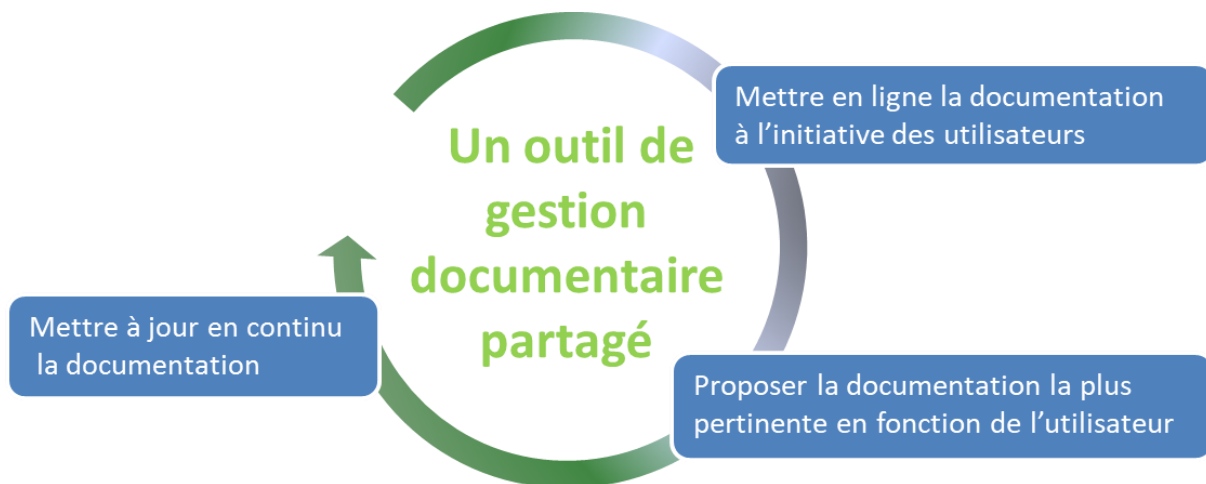 Mettre en ligne la documentation
à l’initiative des utilisateurs
Un outil de
gestion
documentaire
partagé
Mettre à jour en continu
la documentation
Proposer la documentation la plus
pertinente en fonction de l’utilisateur